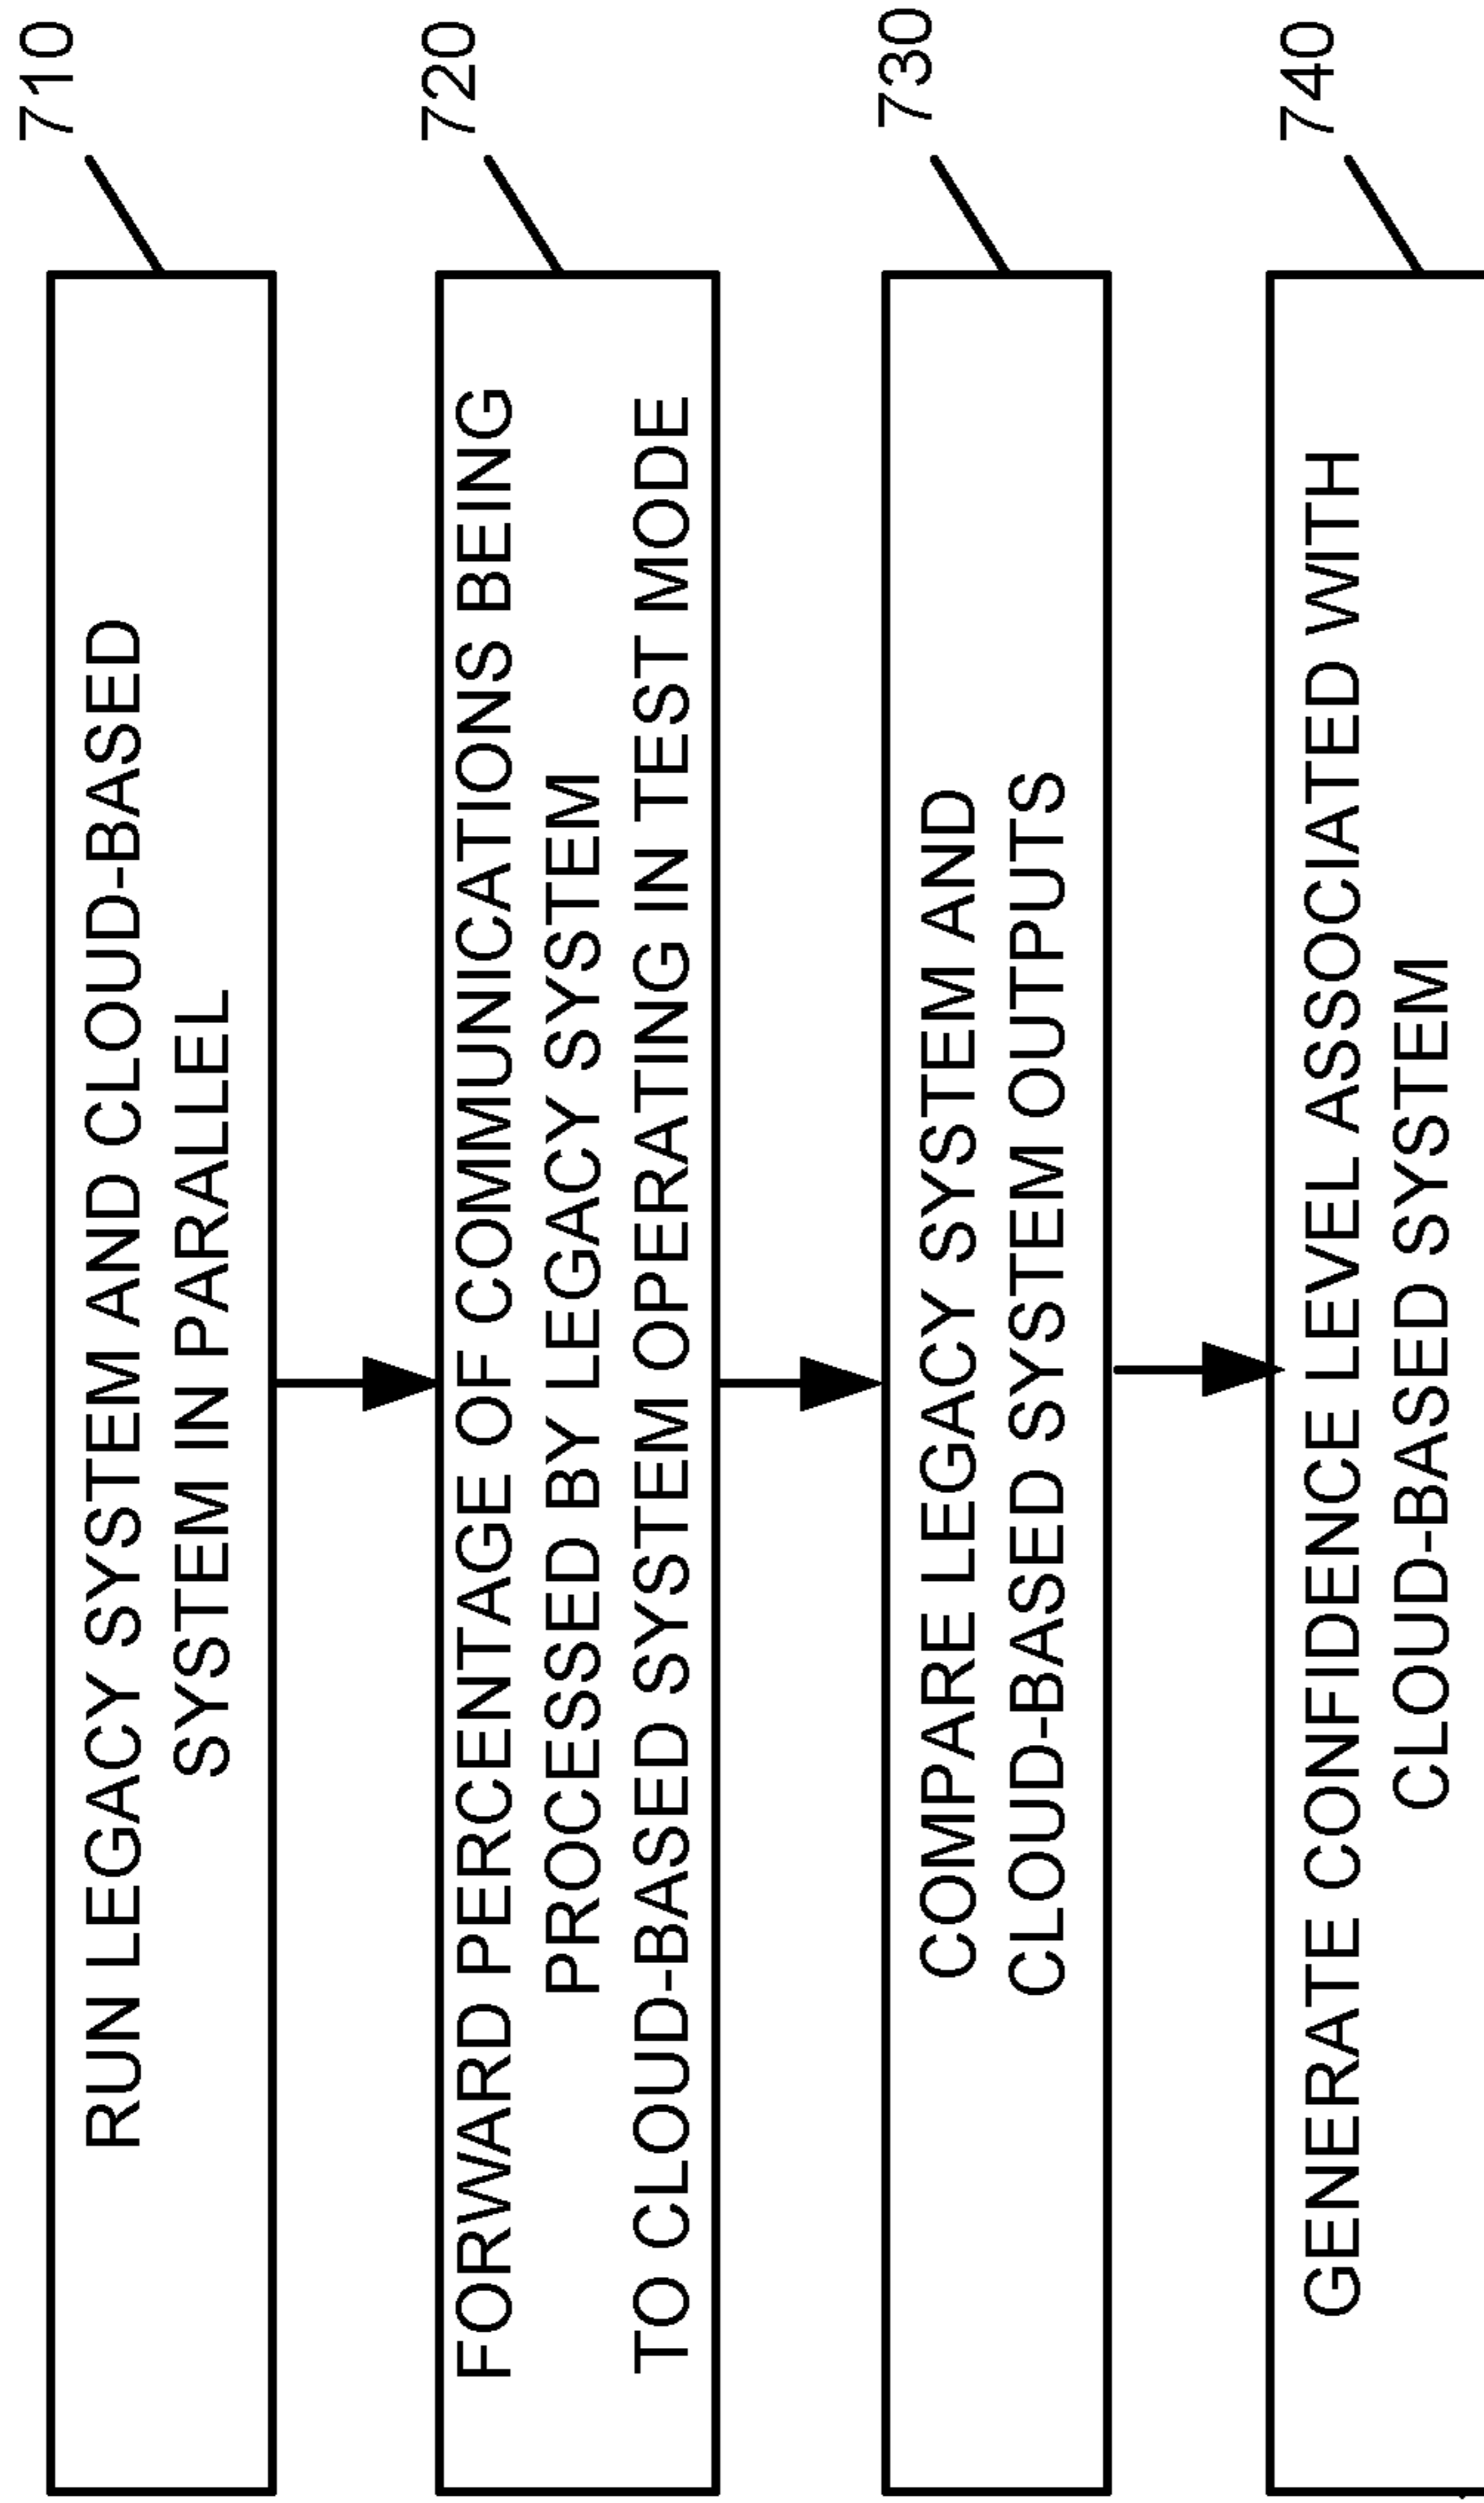 710
RUN LEGACY SYSTEM AND CLOUD-BASED
SYSTEM IN PARALLEL
720
FORWARD PERCENTAGE OF COMMUNICATIONS BEING
PROCESSED BY LEGACY SYSTEM
TO CLOUD-BASED SYSTEM OPERATING IN TEST MODE
730
COMPARE LEGACY SYSTEM AND
CLOUD-BASED SYSTEM OUTPUTS
740
GENERATE CONFIDENCE LEVEL ASSOCIATED WITH
CLOUD-BASED SYSTEM